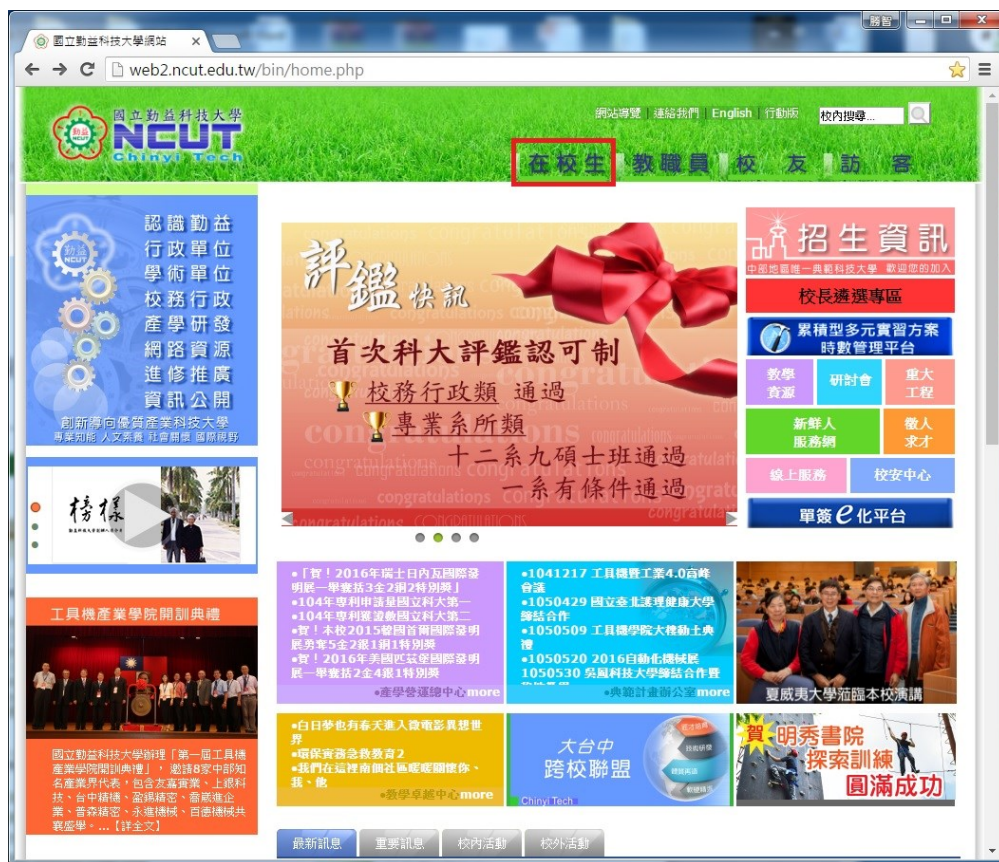 勝智
國立勤益科技大學網站
web2.ncut.edu.tw/bin/home.php
國立勤益科技大學
NCUT
Chinyi Tech
網站導覽 | 連絡我們 | English | 行動版
校內搜尋...
在校生
教職員
校友
訪客
認識勤益
行政單位
學術單位
校務行政
產學研發
網路資源
進修推廣
資訊公開
創新導向優質產業科技大學
專業知能 人文素養 社會關懷 國際視野
評鑑快訊
首次科大評鑑認可制
校務行政類 通過
專業系所類
十二系九碩士班通過
一系有條件通過
congratulations
入 招生資訊
中部地區唯一典範科技大學 歡迎您的加入
校長遴選專區
累積型多元實習方案
時數管理平台
教學
資源
研討會
重大
工程
新鮮人
服務網
徵人
求才
線上服務
校安中心
單簽e化平台
榜樣
工具機產業學院開訓典禮
國立勤益科技大學辦理「第一屆工具機
產業學院開訓典禮」，邀請8家中部知
名產業界代表，包含友嘉實業、上銀科
技、台中精機、盈錫精密、喬崴進企
業、普森精密、永進機械、百德機械共
襄盛舉。...【詳全文】
•「賀！2016年瑞士日內瓦國際發
明展一舉囊括3金2銀2特別獎」
•104年專利申請量國立科大第一
•104年專利獲證數國立科大第二
•賀！本校2015韓國首爾國際發明
展勇奪5金2銀1銅1特別獎
•賀！2016年美國匹茲堡國際發明
展一舉囊括2金4銀1特別獎
•產學營運總中心more
•1041217 工具機暨工業4.0高峰
會議
•1050429 國立臺北護理健康大學
締結合作
•1050509 工具機學院大樓動土典
禮
•1050520 2016自動化機械展
1050530 吳鳳科技大學締結合作暨
•典範計畫辦公室more
夏威夷大學蒞臨本校演講
•白日夢也有春天進入微電影異想世
界
•環保實務急救教育2
•我們在這裡南個社區暖暖關懷你、
我、他
•教學卓越中心more
大台中
跨校聯盟
Chinyi Tech
賀 明秀書院
探索訓練
圓滿成功
最新訊息
重要訊息
校內活動
校外活動